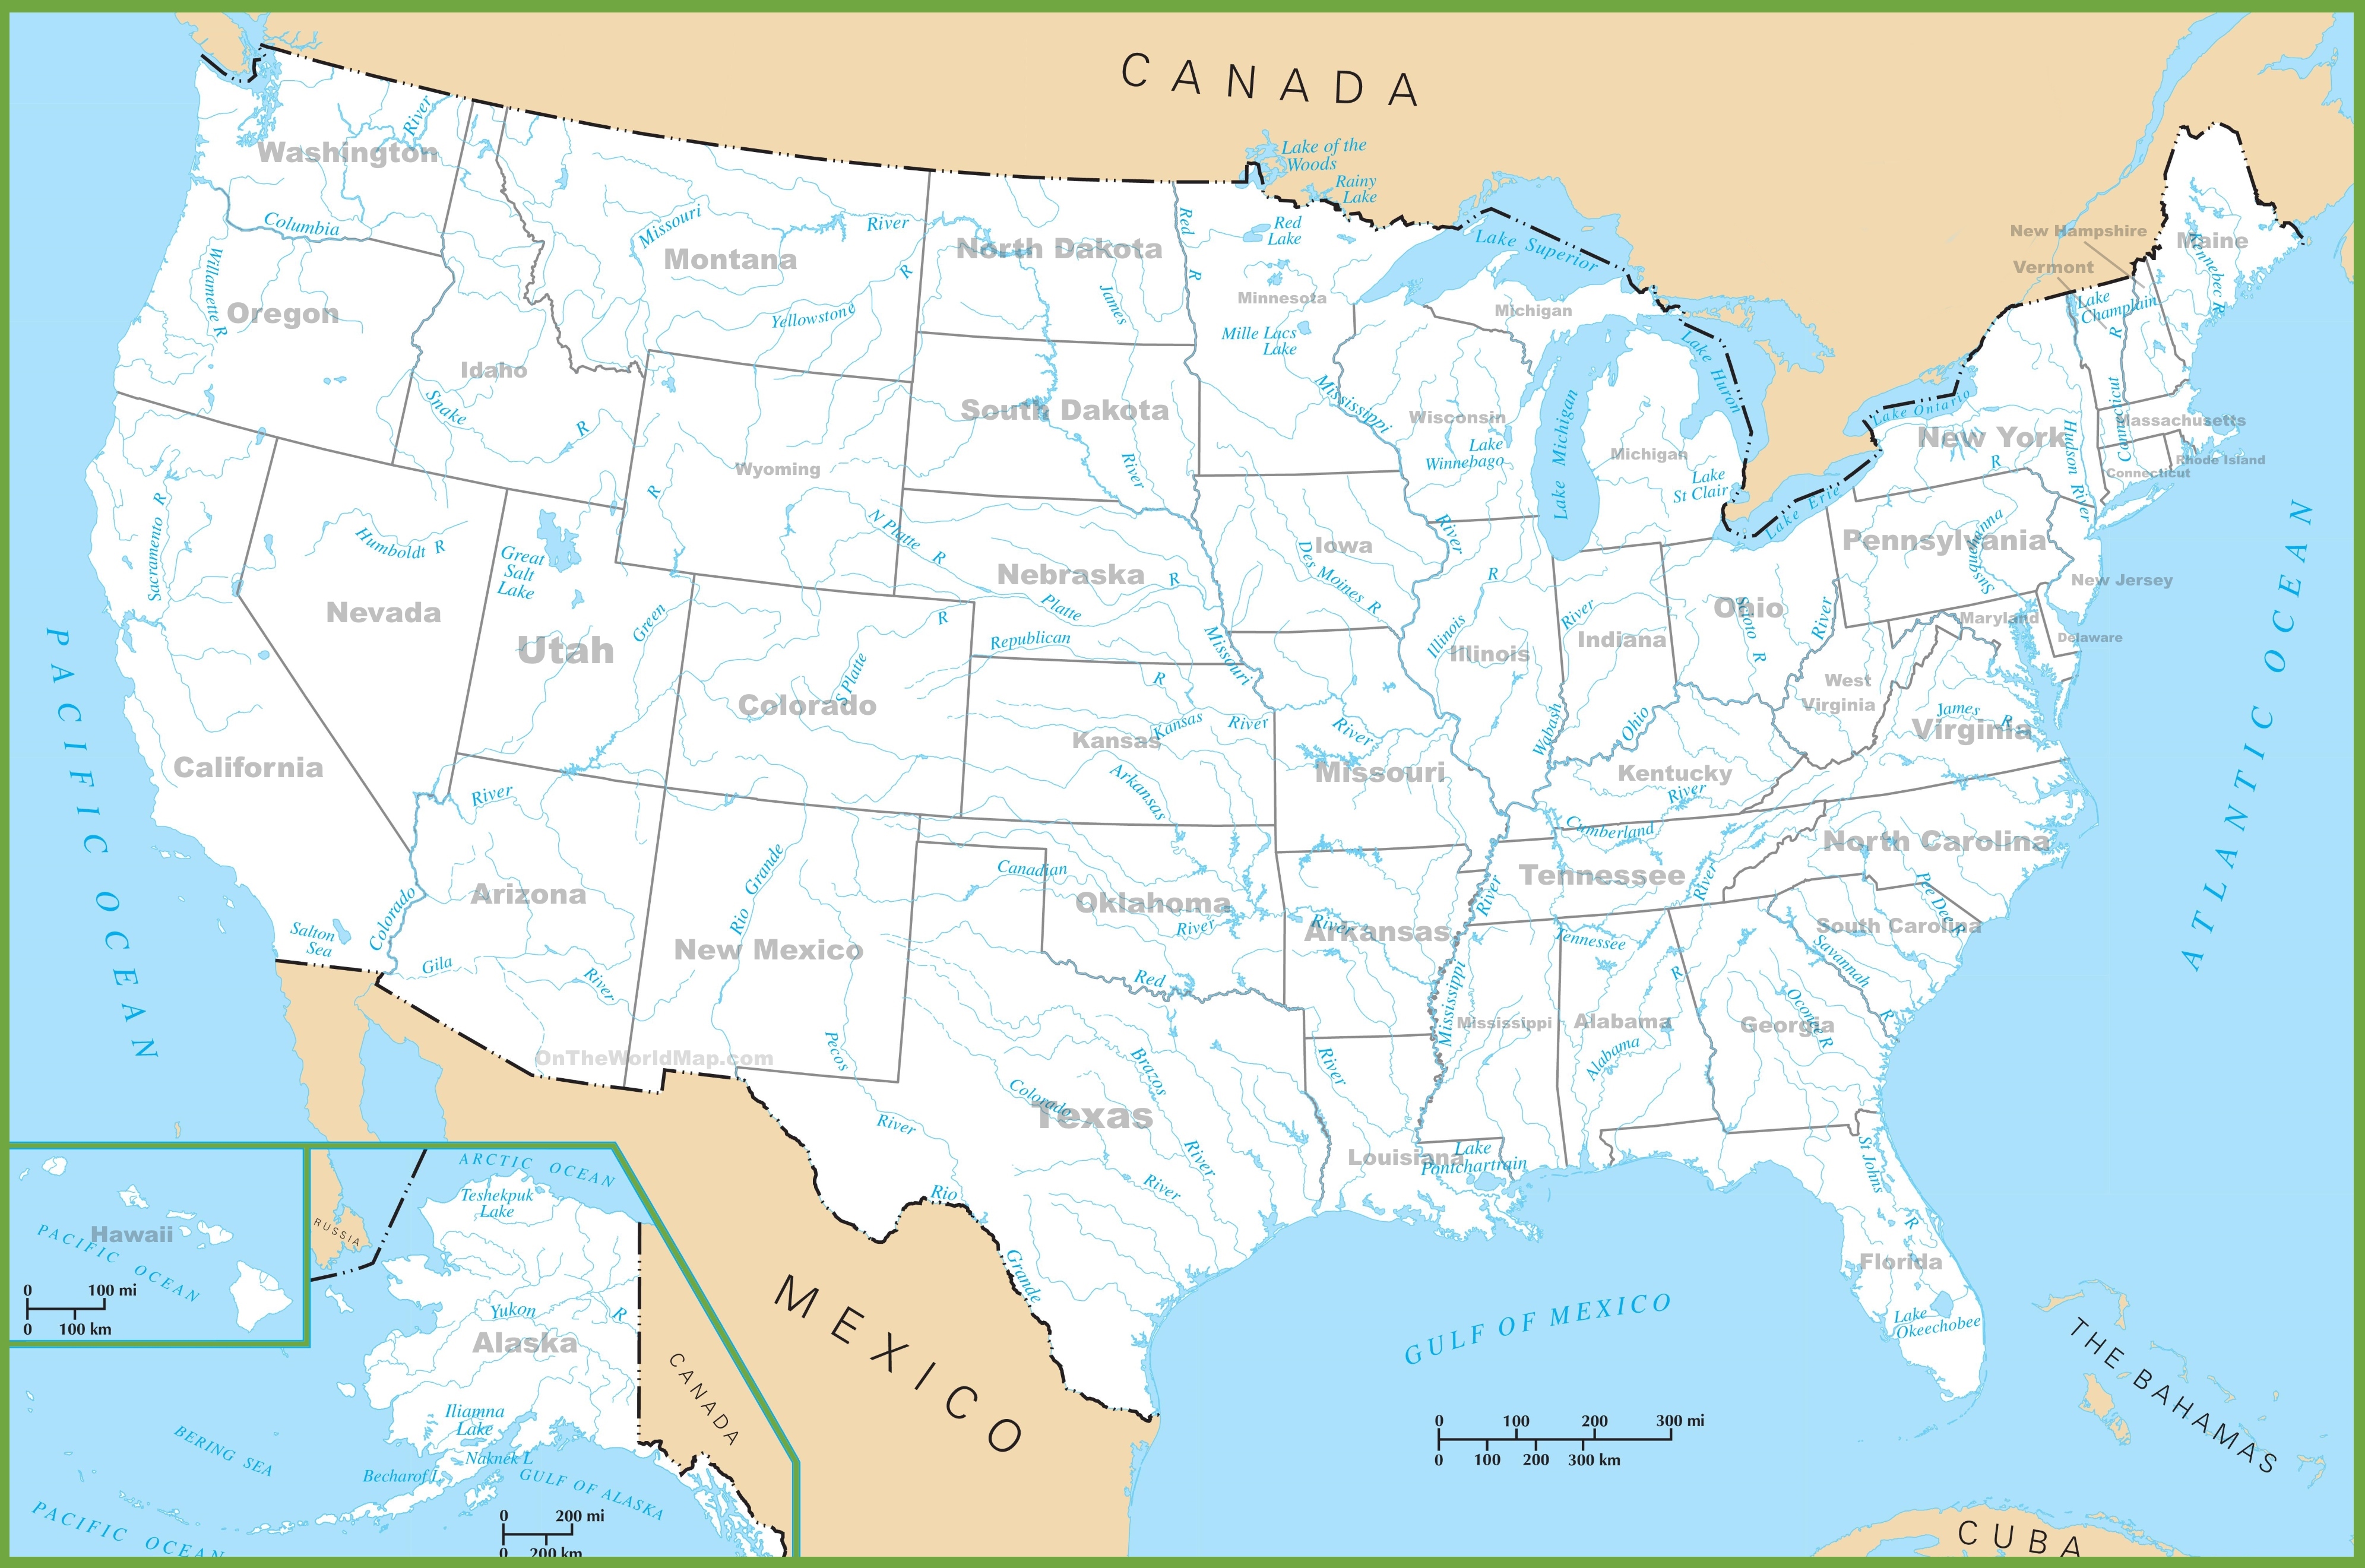 CANADA
Lake of the
Woods
Rainy
Lake
Red
Lake
Lake Superior
Washington
River
Columbia
Willamette R
Oregon
Idaho
Snake
R
Missouri
River
Montana
Yellowstone
R
North Dakota
Red
R
James
South Dakota
River
Minnesota
Mille Lacs
Lake
Mississippi
Michigan
Wisconsin
Lake
Winnebago
Lake Michigan
Michigan
Lake Huron
Lake
St Clair
Lake Erie
Lake Ontario
New Hampshire
Vermont
Maine
Kennebec R
Lake
Champlain
R
Connecticut
Massachusetts
Rhode Island
Connecticut
New York
Hudson River
R
Susquehanna
Pennsylvania
New Jersey
Maryland
Delaware
Wyoming
R
N Platte R
Nebraska
R
Platte
Republican
R
Iowa
Des Moines R
River
R
Illinois
Illinois
River
Indiana
Wabash
Ohio
Scioto R
River
West
Virginia
Virginia
James R
Ohio
Kentucky
River
Cumberland
Sacramento R
Humboldt R
Nevada
California
Great
Salt
Lake
Utah
Green
Colorado
S Platte
R
Kansas
Kansas River
Arkansas
Missouri
River
Missouri
River
Arizona
Colorado
Gila
River
Salton
Sea
New Mexico
Rio Grande
Pecos
River
Canadian
Oklahoma
River
Red
River
Arkansas
River
Tennessee
River
Tennessee
River
Mississippi
Mississippi
Alabama
Alabama
R
Georgia
Oconee R
Savannah
R
North Carolina
South Carolina
Pee Dee R
Texas
Colorado
River
Brazos
River
Rio
Grande
Louisiana
Lake
Pontchartrain
Florida
St Johns
R
Lake
Okeechobee
OnTheWorldMap.com
PACIFIC OCEAN
ATLANTIC OCEAN
GULF OF MEXICO
MEXICO
THE BAHAMAS
CUBA
0 100 200 300 mi
0 100 200 300 km
Hawaii
PACIFIC OCEAN
0 100 mi
0 100 km
ARCTIC OCEAN
Teshekpuk
Lake
RUSSIA
Yukon
R
Alaska
CANADA
Iliamna
Lake
Naknek L
Becharof L
BERING SEA
GULF OF ALASKA
PACIFIC OCEAN
0 200 mi
0 200 km